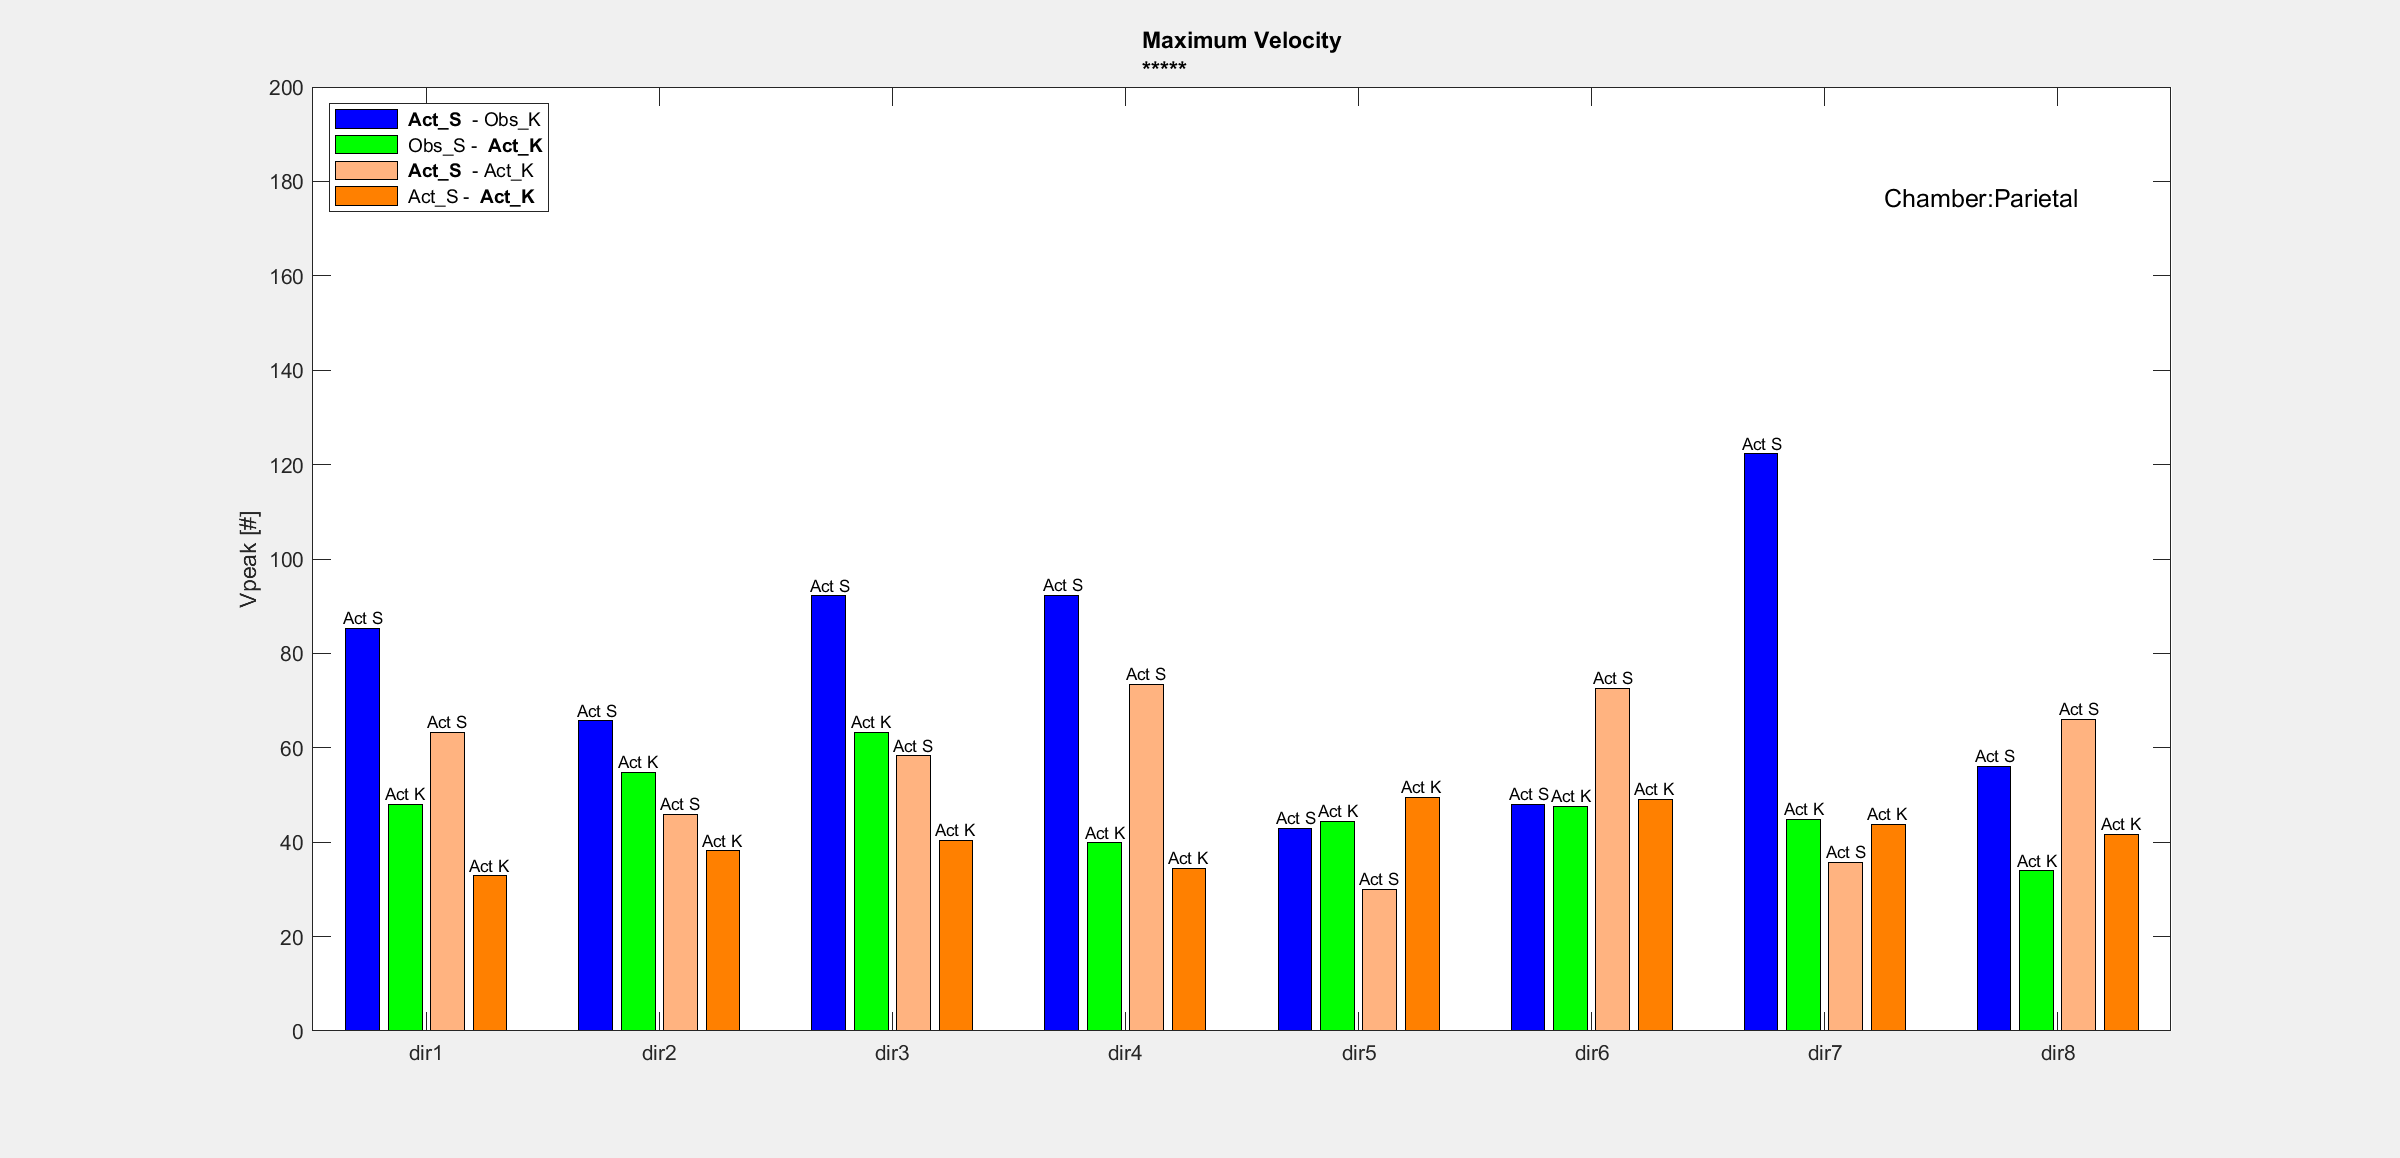 Maximum Velocity
*****
200
180
160
140
120
100
80
60
40
20
0
Vpeak [#]
Act_S - Obs_K
Obs_S - Act_K
Act_S - Act_K
Act_S - Act_K
Chamber:Parietal
Act S
Act K
Act S
Act K
Act S
Act K
Act S
Act K
Act S
Act K
Act S
Act K
Act S
Act K
Act S
Act K
Act S
Act K
Act S
Act K
Act S
Act K
Act S
Act K
Act S
Act K
Act S
Act K
Act S
Act K
Act S
Act K
dir1
dir2
dir3
dir4
dir5
dir6
dir7
dir8